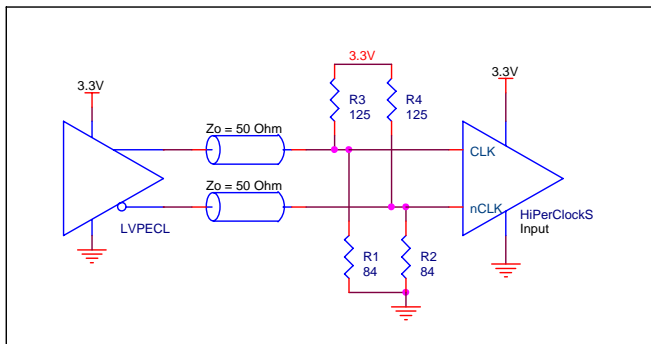 3.3V
3.3V
3.3V
R3
125
R4
125
Zo = 50 Ohm
CLK
Zo = 50 Ohm
nCLK
LVPECL
HiPerClockS
Input
R1
84
R2
84